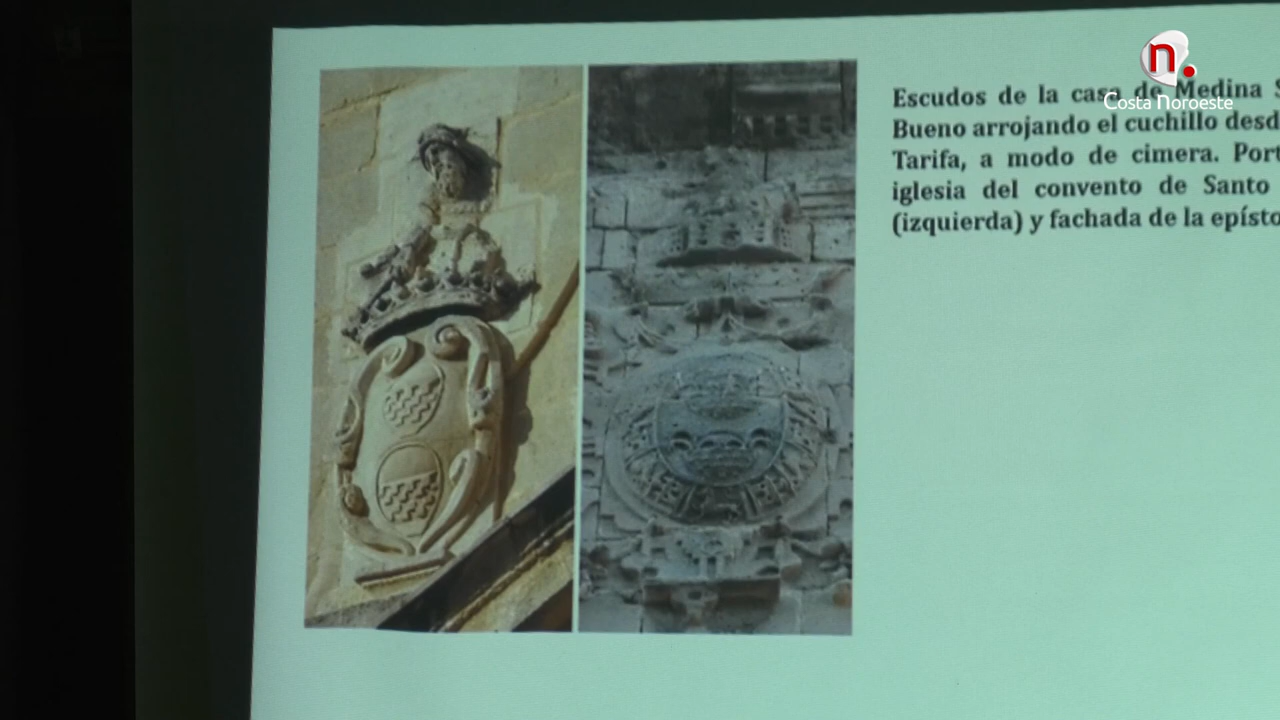 n.
Costa Noroeste
Escudos de la casa de Medina S
Bueno arrojando el cuchillo desd
Tarifa, a modo de cimera. Port
iglesia del convento de Santo
(izquierda) y fachada de la epísto